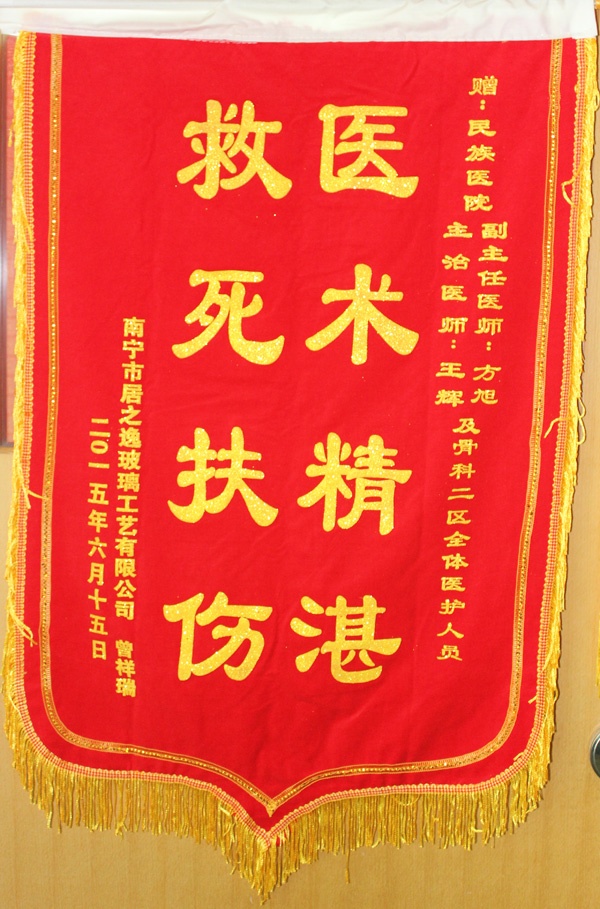 赠：民族医院
副主任医师：方旭
主治医师：王辉
及骨科二区全体医护人员
医术精湛
救死扶伤
南宁市居之逸玻璃工艺有限公司 曾祥瑞
二〇一五年六月十五日